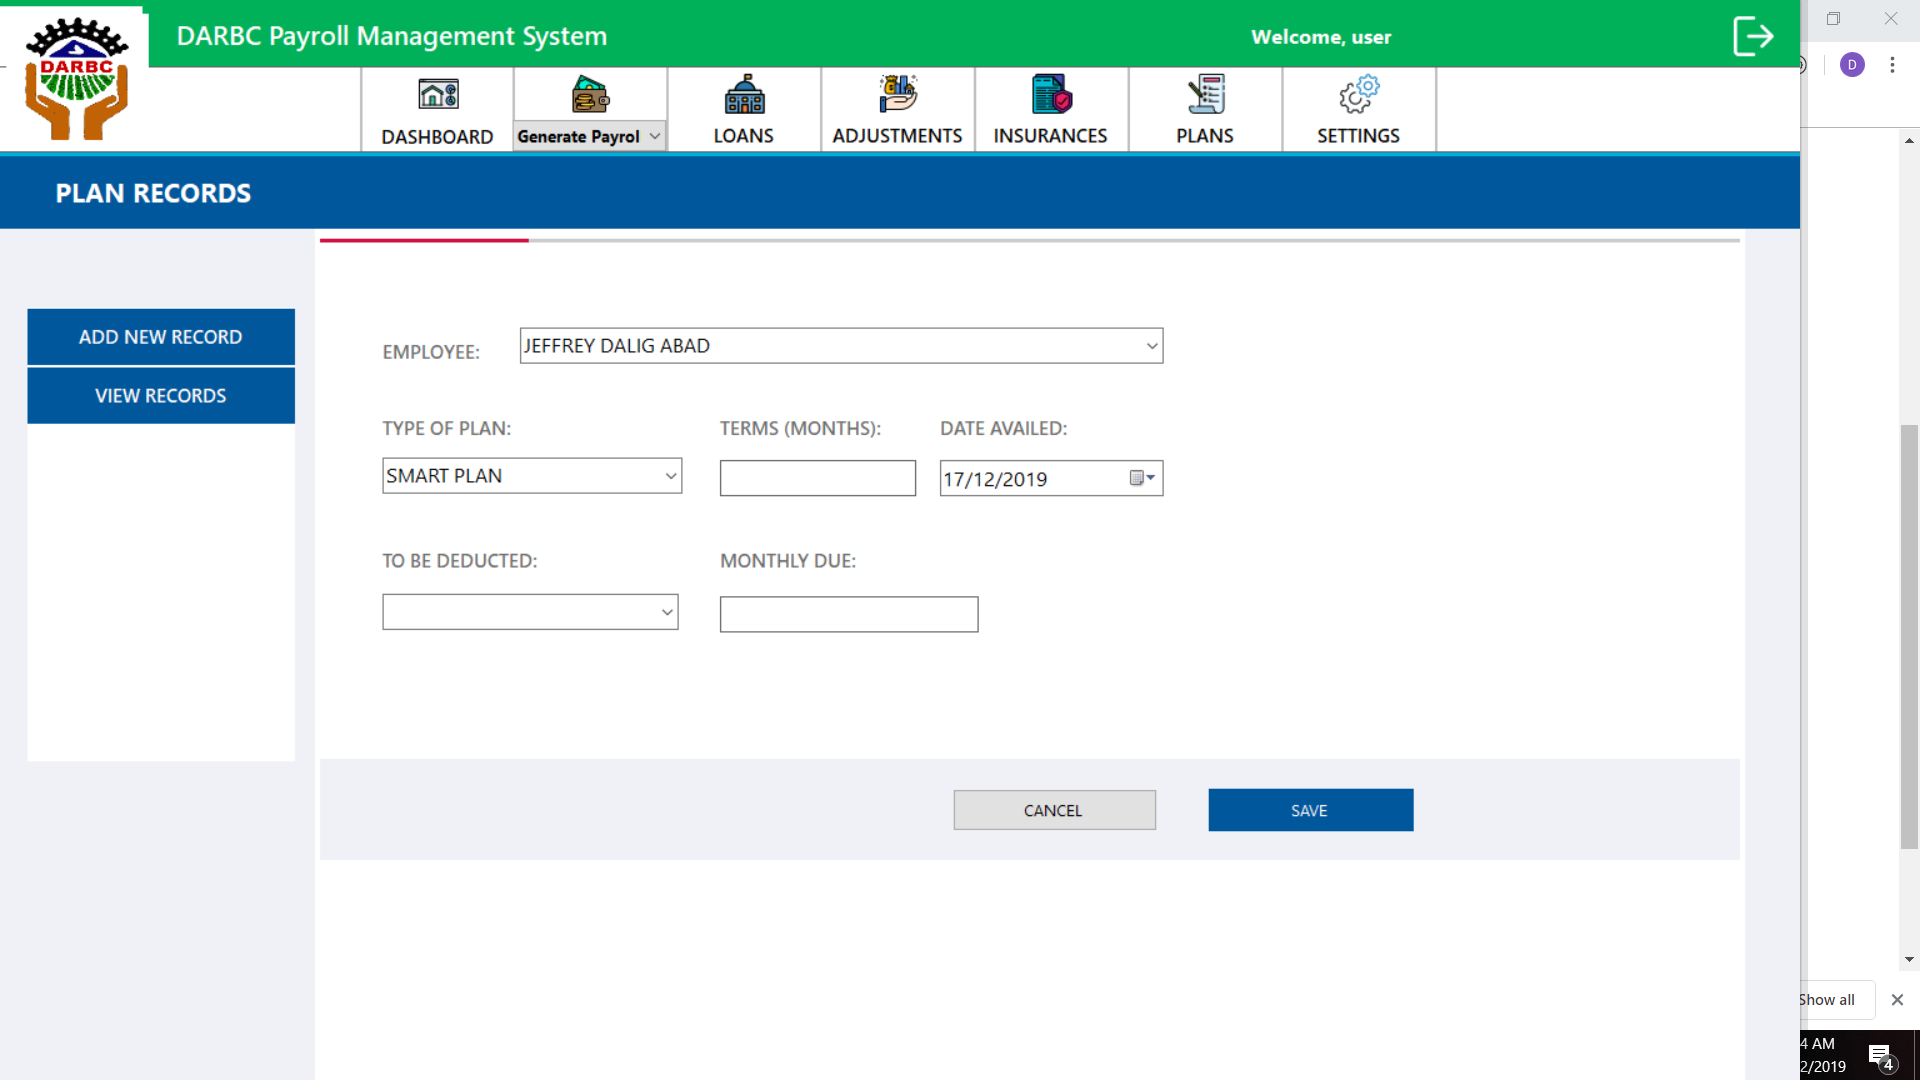 DARBC Payroll Management System
Welcome, user
DARBC
D
DASHBOARD
Generate Payrol
LOANS
ADJUSTMENTS
INSURANCES
PLANS
SETTINGS
PLAN RECORDS
ADD NEW RECORD
VIEW RECORDS
EMPLOYEE:
JEFFREY DALIG ABAD
TYPE OF PLAN:
TERMS (MONTHS):
DATE AVAILED:
SMART PLAN
17/12/2019
TO BE DEDUCTED:
MONTHLY DUE:
CANCEL
SAVE
Show all
4 AM
2/2019
4